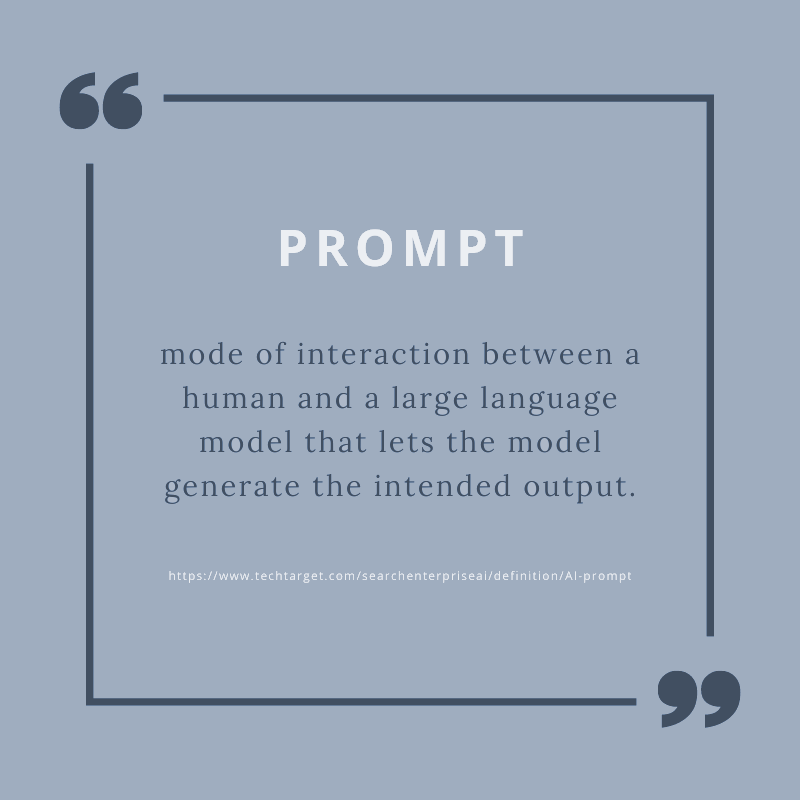 “
PROMPT
mode of interaction between a
human and a large language
model that lets the model
generate the intended output.
https://www.techtarget.com/searchenterpriseai/definition/AI-prompt
”